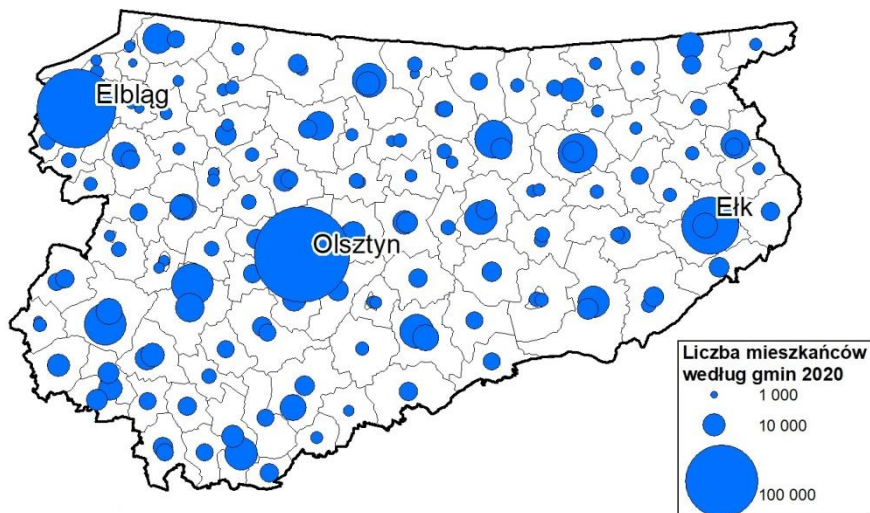 Elbląg
Ełk
Olsztyn
Liczba mieszkańców
według gmin 2020
1 000
10 000
100 000